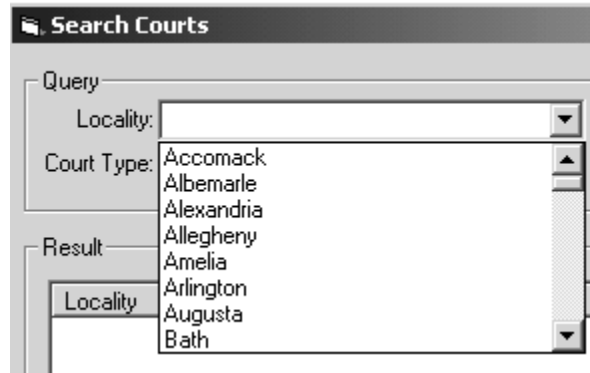 Search Courts
Query
Locality:
Court Type:
Accomack
Albemarle
Alexandria
Allegheny
Amelia
Arlington
Augusta
Bath
Result
Locality